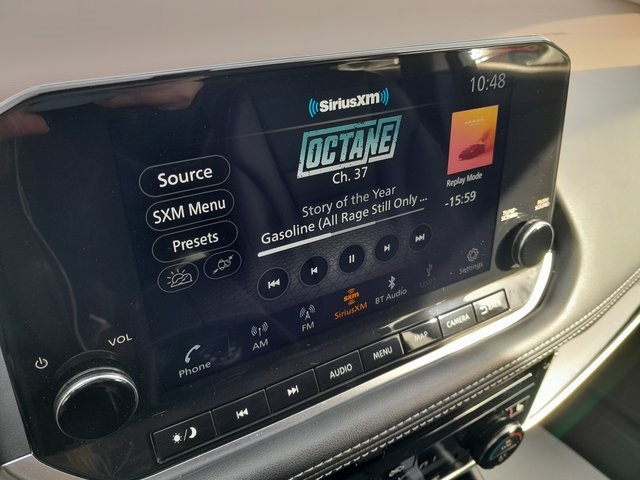 10:48
SiriusXm
OCTANE
Ch. 37
Replay Mode
-15:59
Source
SXM Menu
Presets
Story of the Year
Gasoline (All Rage Still Only ...
Phone
AM
FM
sxm
SiriusXM
BT Audio
USB
Settings
VOL
AUDIO
MENU
MAP
CAMERA